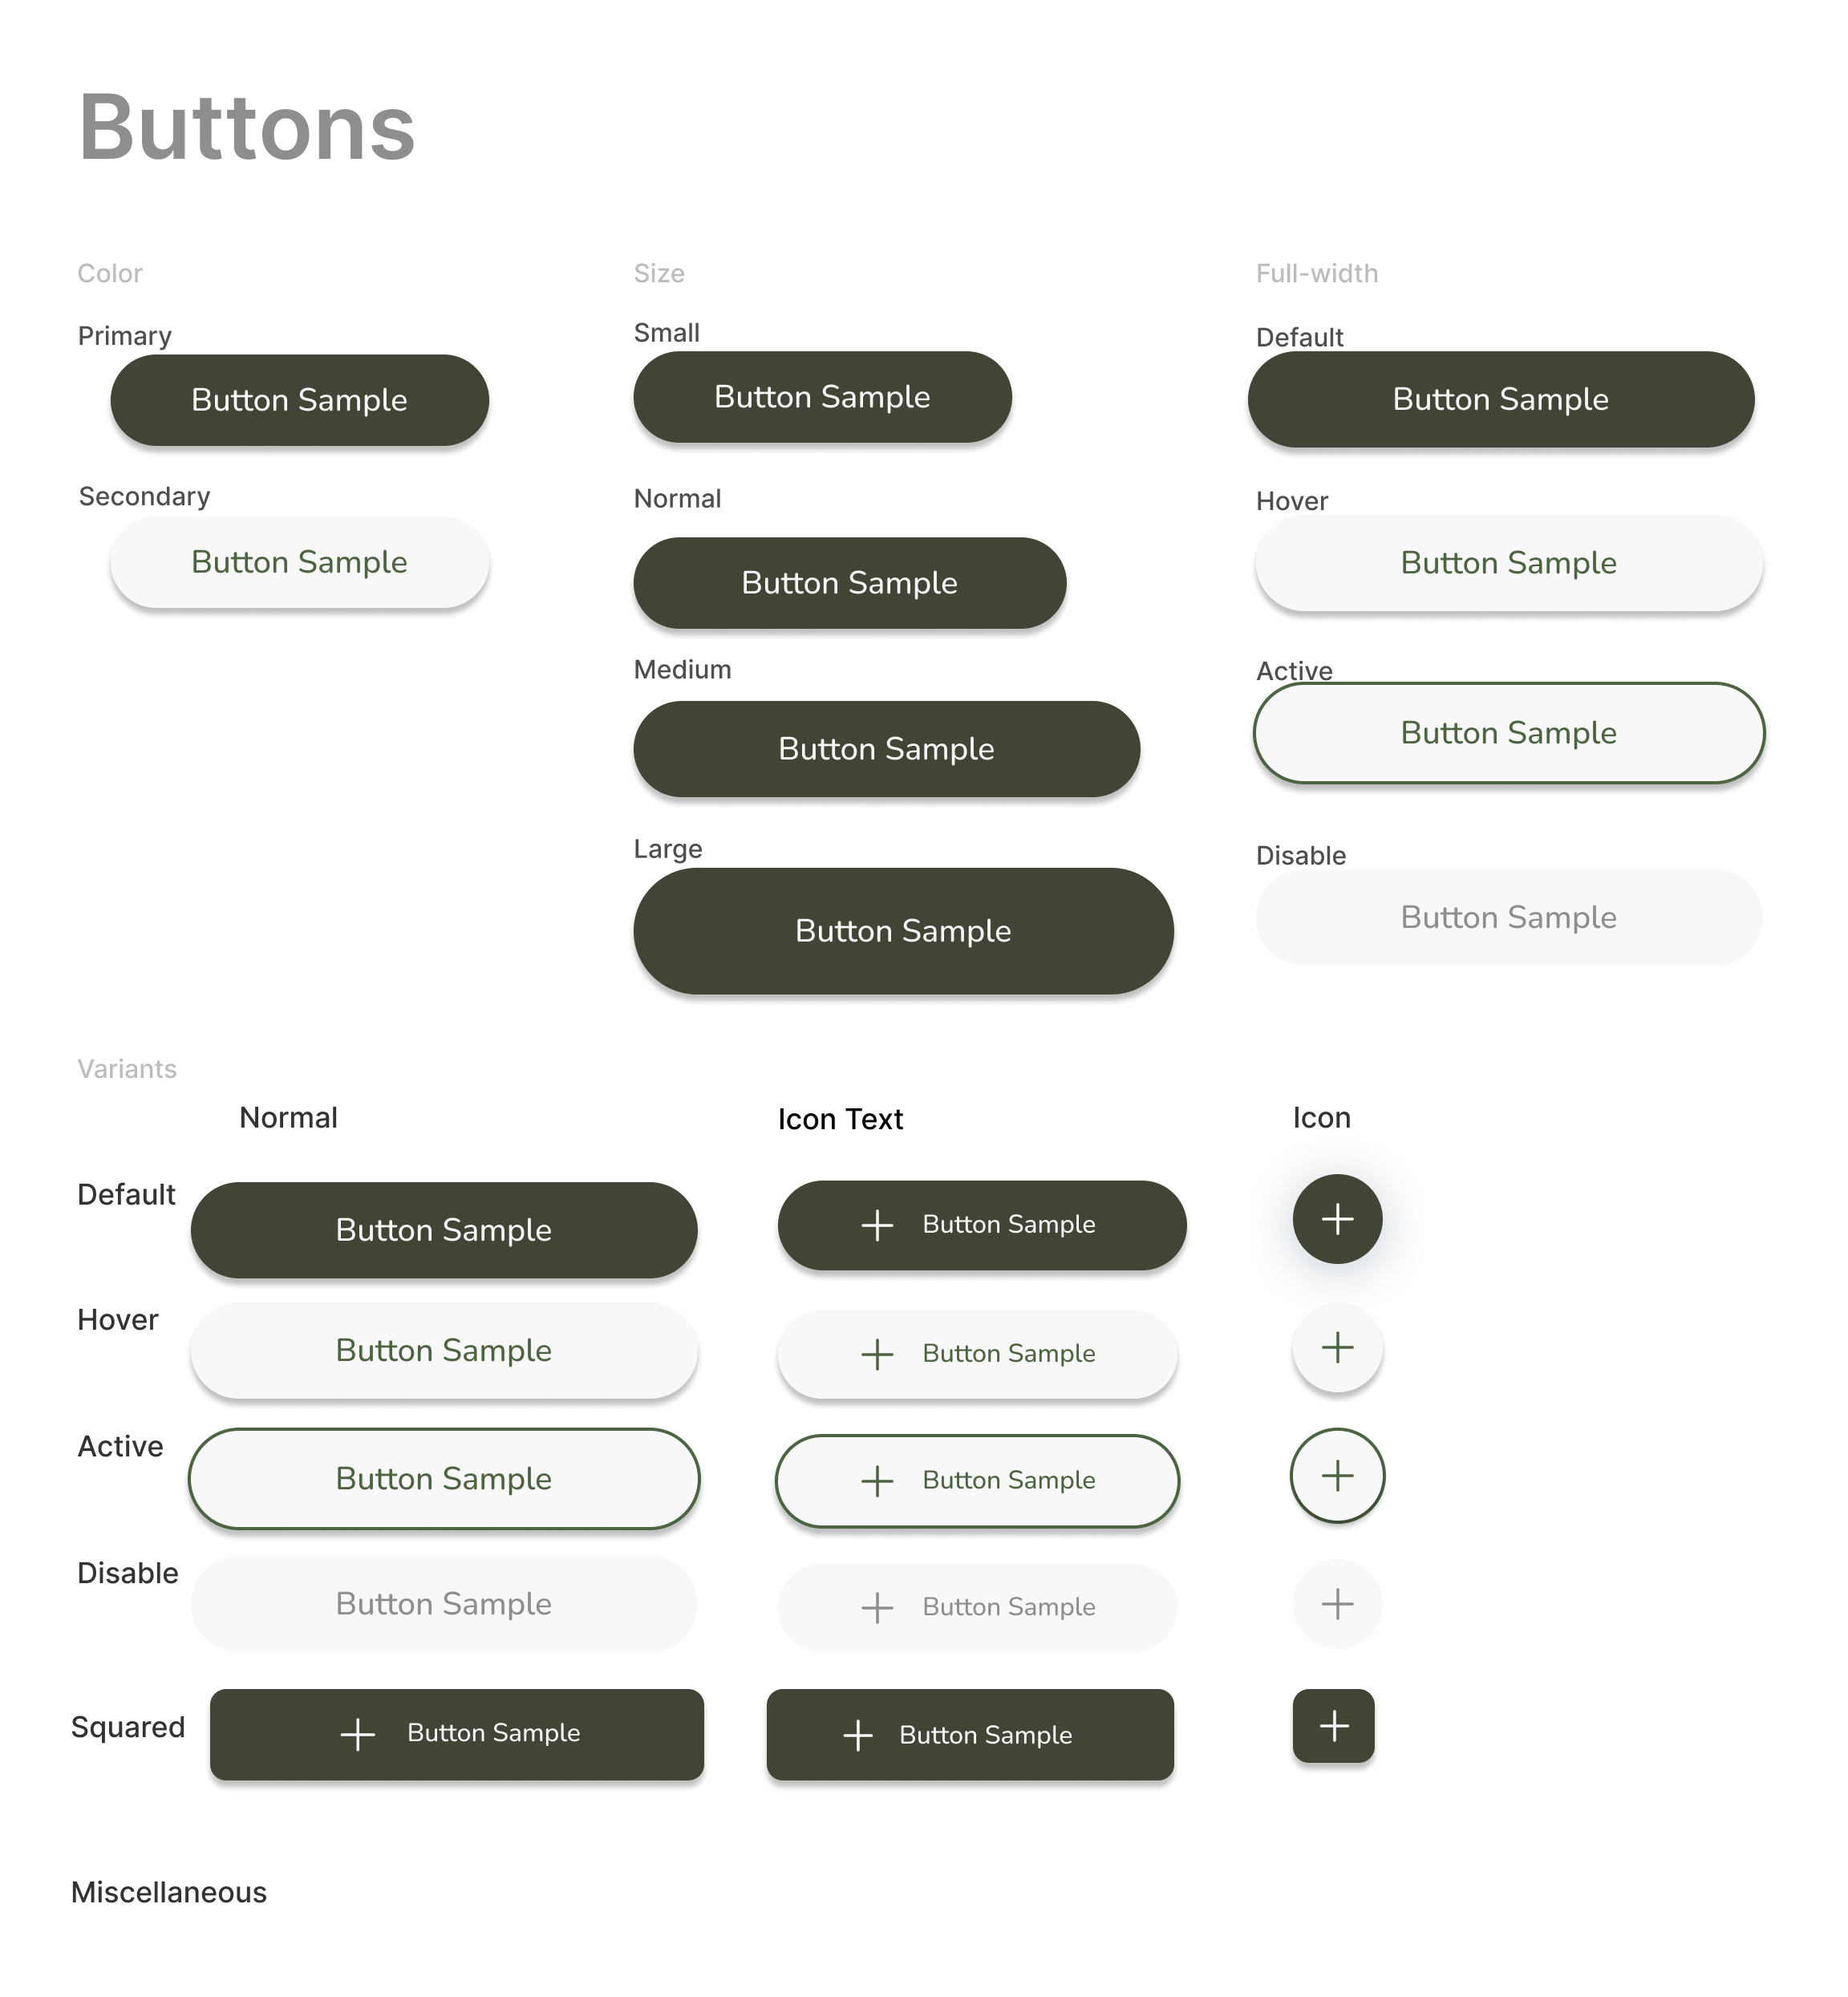 Buttons
Color
Primary
Button Sample
Secondary
Button Sample
Size
Small
Button Sample
Normal
Button Sample
Medium
Button Sample
Large
Button Sample
Full-width
Default
Button Sample
Hover
Button Sample
Active
Button Sample
Disable
Button Sample
Variants
Normal
Icon Text
Icon
Default
Button Sample
Button Sample
Hover
Button Sample
Button Sample
Active
Button Sample
Button Sample
Disable
Button Sample
Button Sample
Squared
Button Sample
Button Sample
Miscellaneous